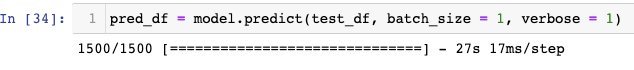 In [34]: 1 pred_df = model.predict(test_df, batch_size = 1, verbose = 1)
1500/1500 [==============================] - 27s 17ms/step